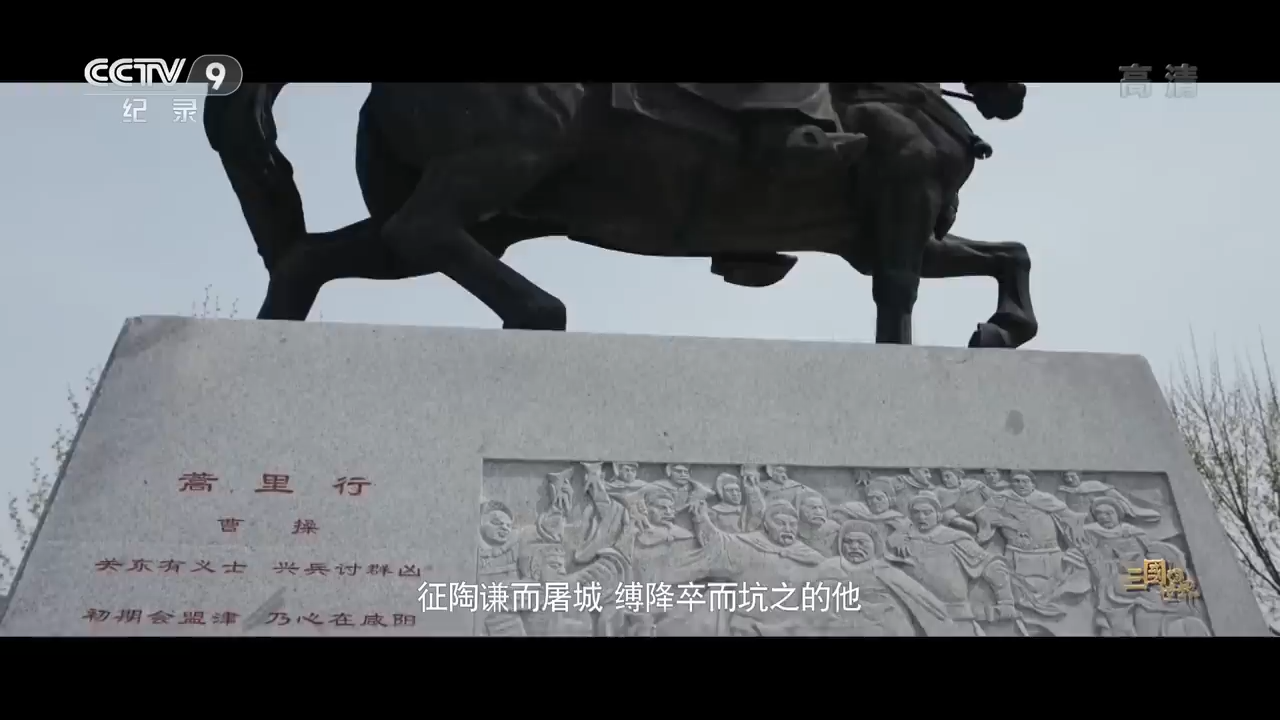 CCTV 9
纪录
高清
蒿里行
曹操
关东有义士 兴兵讨群凶
初期会盟津 乃心在咸阳
征陶谦而屠城 缚降卒而坑之的他
三国